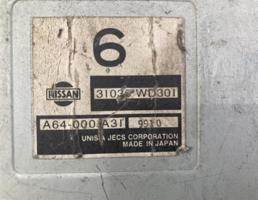 6
NISSAN
31036 WD301
A64-000-A31 9910
UNISIA JECS CORPORATION
MADE IN JAPAN